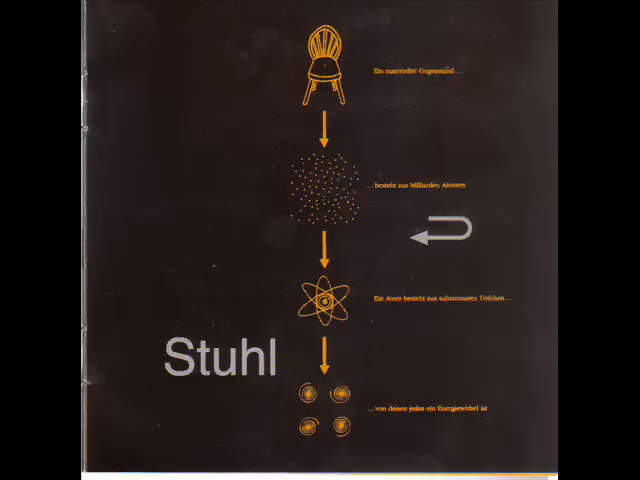 Ein materieller Gegenstand...
...besteht aus Milliarden Atomen
Ein Atom besteht aus subatomaren Teilchen...
Stuhl
...von denen jedes ein Energiewirbel ist